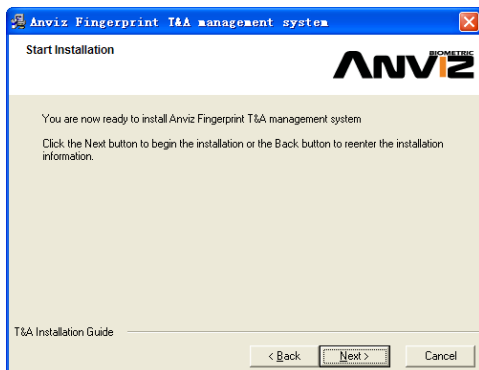 Anviz Fingerprint T&A management system
Start Installation
BIOMETRIC
ANViZ
You are now ready to install Anviz Fingerprint T&A management system
Click the Next button to begin the installation or the Back button to reenter the installation
information.
T&A Installation Guide
< Back Next > Cancel